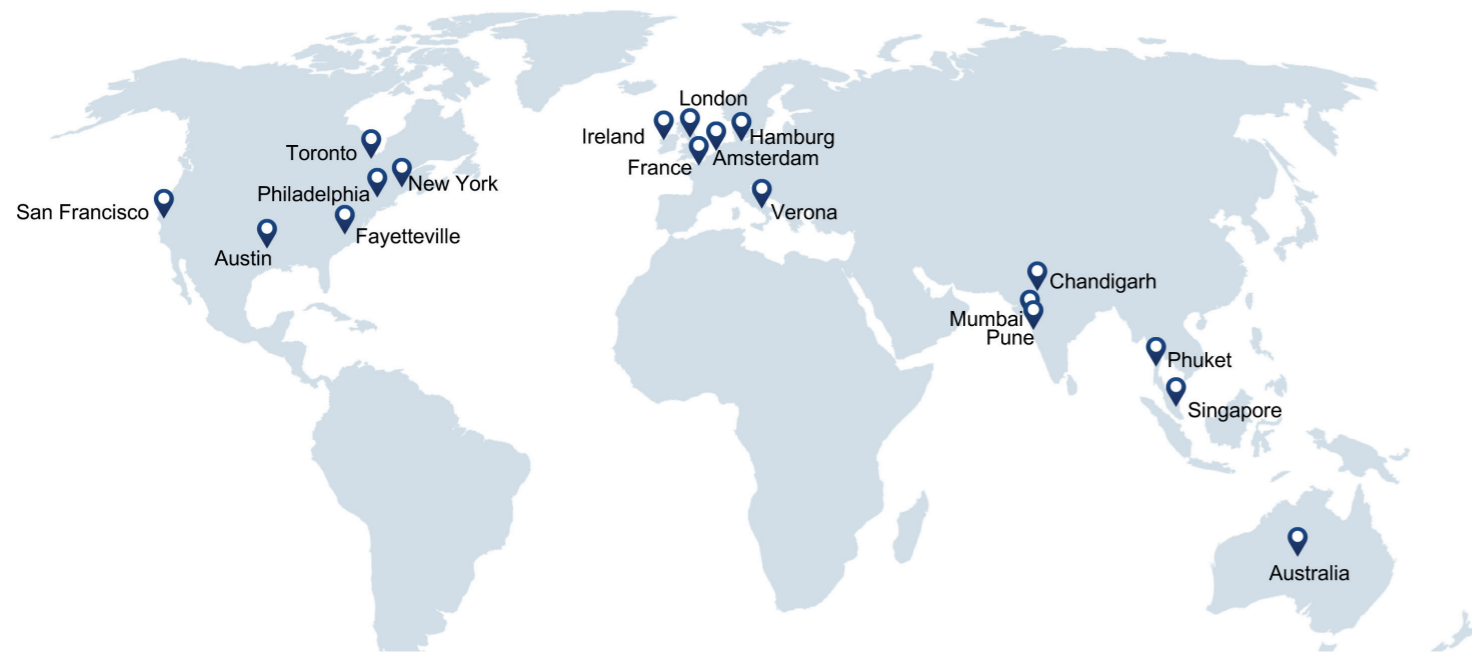 London
Ireland
Hamburg
Toronto
France
Amsterdam
Philadelphia
New York
San Francisco
Verona
Fayetteville
Austin
Chandigarh
Mumbai
Pune
Phuket
Singapore
Australia